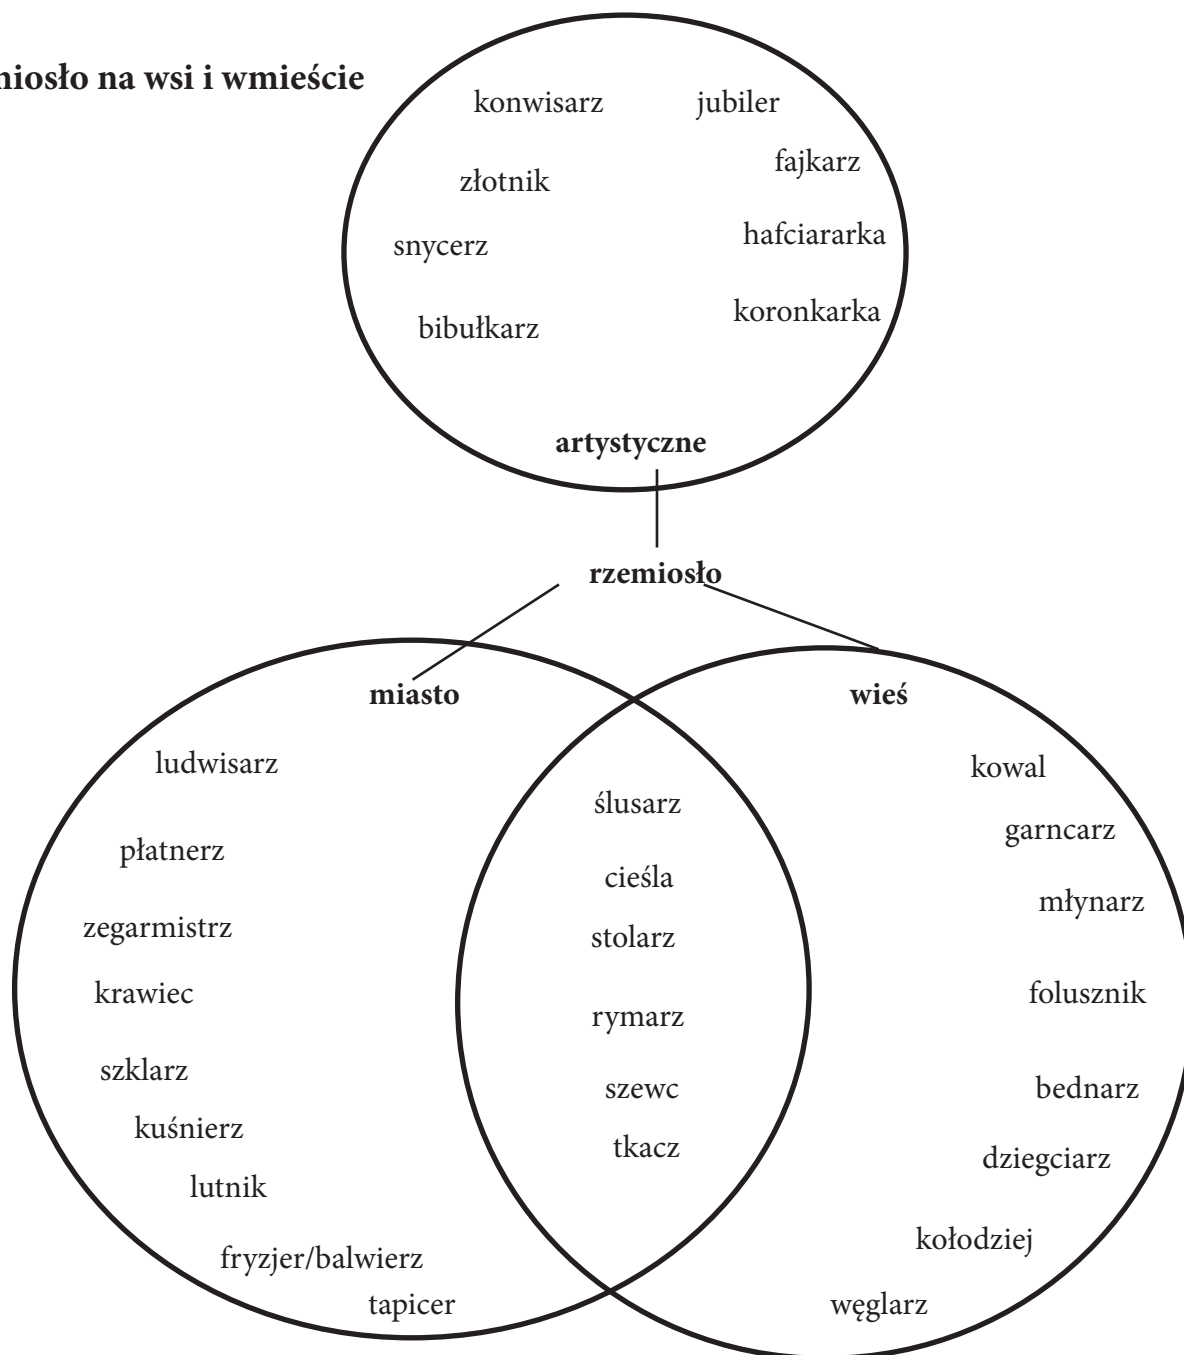 niosło na wsi i wmieście
konwisarz
jubiler
fajkarz
złotnik
hafciararka
snycerz
koronkarka
bibułkarz
artystyczne
rzemiosło
miasto
wieś
ludwisarz
płatnerz
zegarmistrz
krawiec
szklarz
kuśnierz
lutnik
fryzjer/balwierz
tapicer
ślusarz
cieśla
stolarz
rymarz
szewc
tkacz
kowal
garncarz
młynarz
folusznik
bednarz
dziegciarz
kołodziej
węglarz